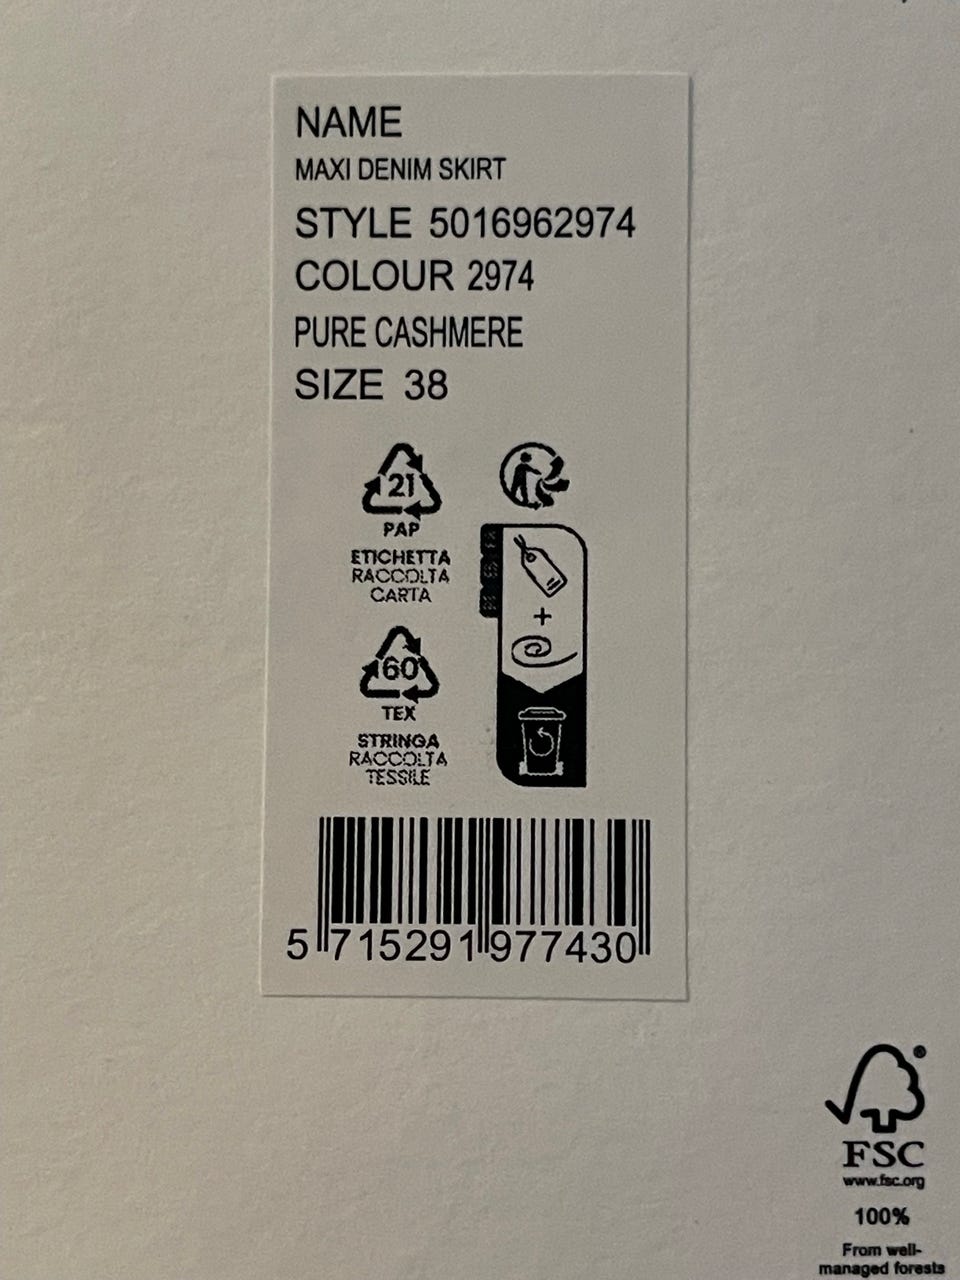 NAME
MAXI DENIM SKIRT
STYLE 5016962974
COLOUR 2974
PURE CASHMERE
SIZE 38
21
PAP
ETICHETTA
RACCOLTA
CARTA
60
TEX
STRINGA
RACCOLTA
TESSILE
5 715291 977430
®
FSC
www.fsc.org
100%
From well-
managed forests